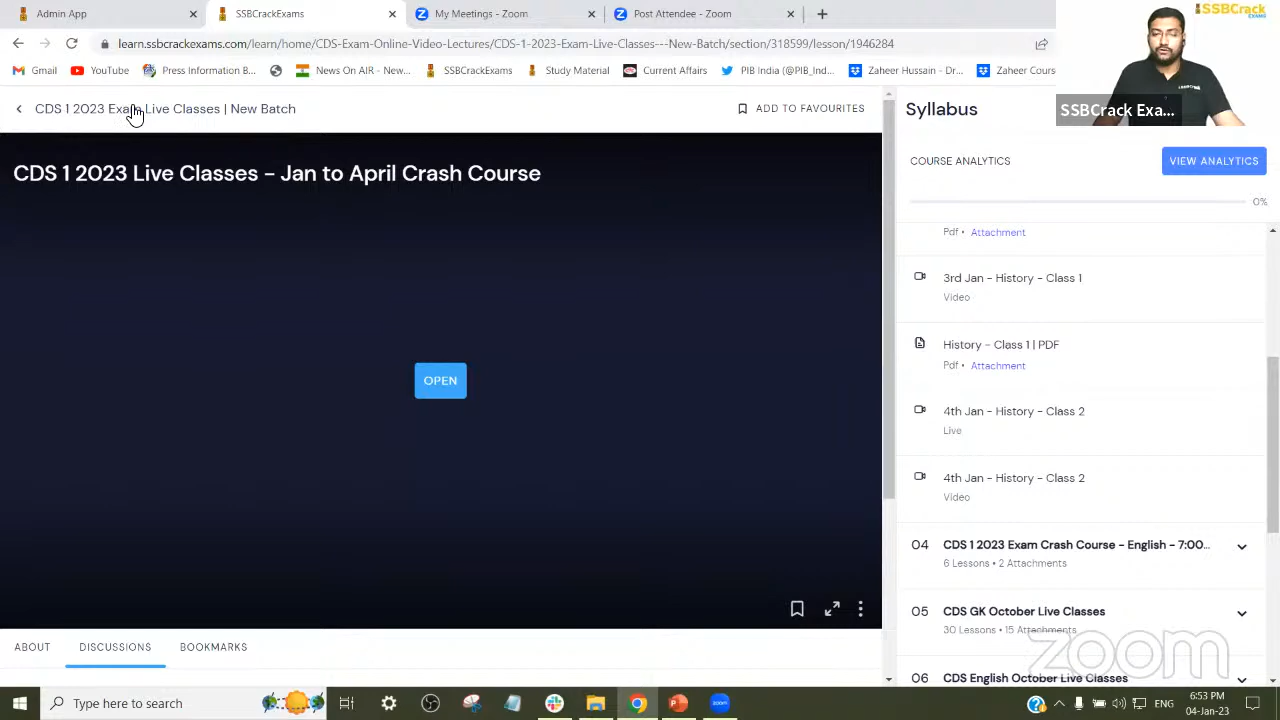 Admin App
SSBCrackExams
My Meetings - Zoom
Post Attendee - Zoom
learn.ssbcrackexams.com/learn/home/CDS-Exam-Online-Video-Le
/CDS-1-2023-Exam-Live-Classes---New-Batch/section/318599/lesson/194620
Gmail
YouTube
Press Information B...
News On AIR - New...
SSBCrackExams
Study Material
Current Affairs
PIB India (@PIB_Ind...
Zaheer Hussain - Dr...
Zaheer Cours
SSBCrack
EXAMS
SSBCrack Exa...
CDS 1 2023 Exam Live Classes | New Batch
ADD TO FAVOURITES
CDS 1 2023 Live Classes - Jan to April Crash Course
OPEN
ABOUT
DISCUSSIONS
BOOKMARKS
Syllabus
COURSE ANALYTICS
VIEW ANALYTICS
0%
Pdf • Attachment
3rd Jan - History - Class 1
Video
History - Class 1 | PDF
Pdf • Attachment
4th Jan - History - Class 2
Live
4th Jan - History - Class 2
Video
04 CDS 1 2023 Exam Crash Course - English - 7:00...
6 Lessons • 2 Attachments
05 CDS GK October Live Classes
30 Lessons • 15 Attachments
06 CDS English October Live Classes
zoom
Type here to search
zoom
ENG
6:53 PM
04-Jan-23